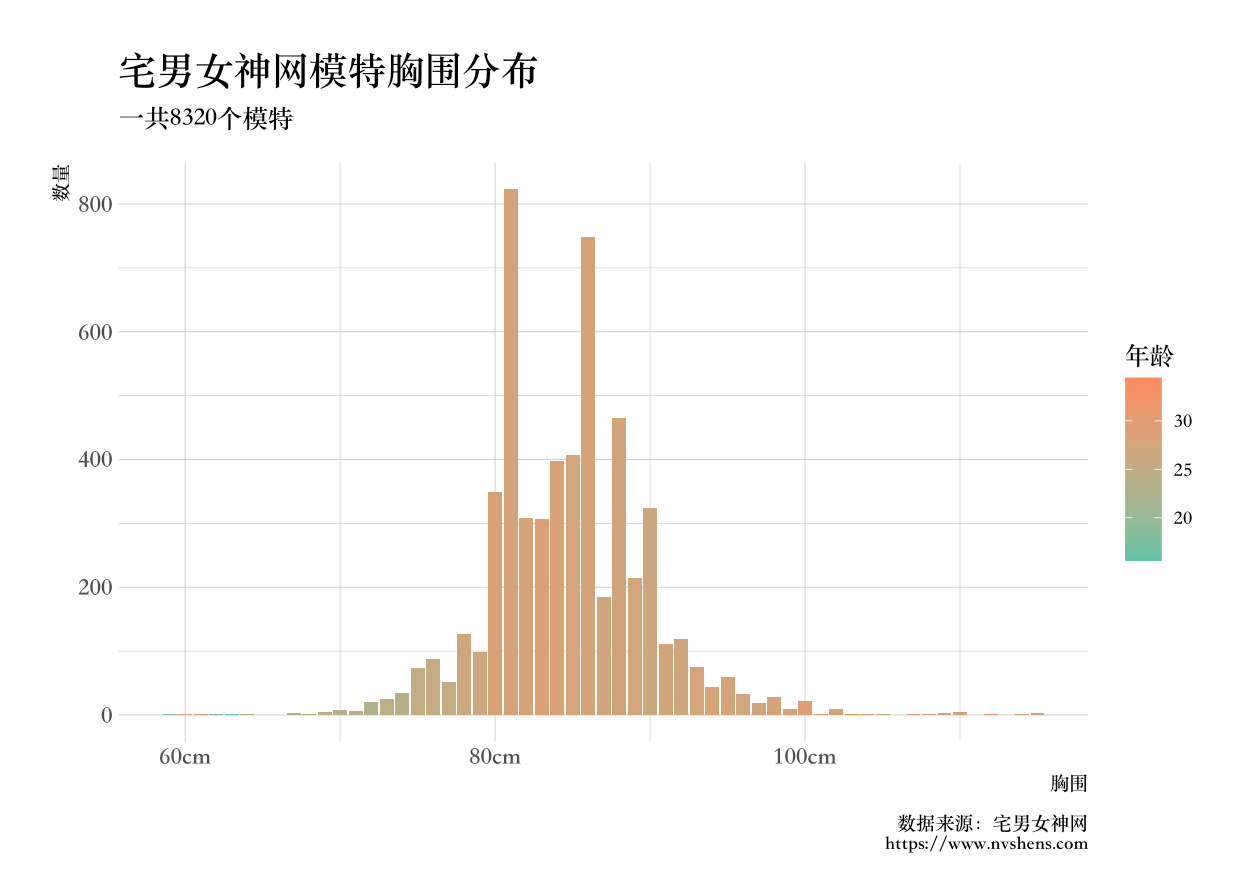 宅男女神网模特胸围分布
一共8320个模特
数量
800
600
400
200
0
60cm
80cm
100cm
胸围
年龄
30
25
20
数据来源：宅男女神网
https://www.nvshens.com